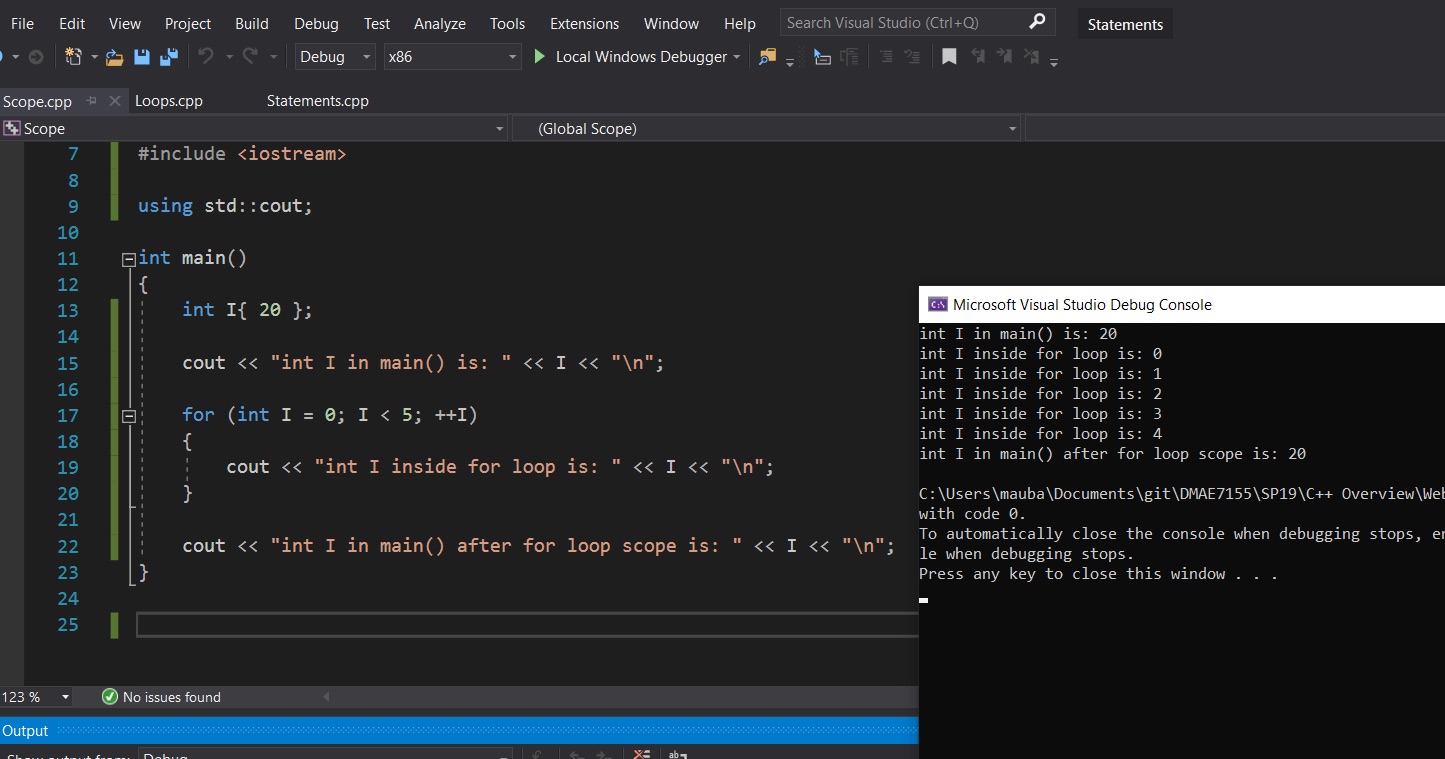 File Edit View Project Build Debug Test Analyze Tools Extensions Window Help Search Visual Studio (Ctrl+Q) Statements
Debug x86 Local Windows Debugger
Scope.cpp Loops.cpp Statements.cpp
Scope (Global Scope)
7 #include <iostream>
8
9 using std::cout;
10
11 int main()
12 {
13 int I{ 20 };
14
15 cout << "int I in main() is: " << I << "\n";
16
17 for (int I = 0; I < 5; ++I)
18 {
19 cout << "int I inside for loop is: " << I << "\n";
20 }
21
22 cout << "int I in main() after for loop scope is: " << I << "\n";
23 }
24
25
123 % No issues found
Output
Show output from: Debug
Microsoft Visual Studio Debug Console
int I in main() is: 20
int I inside for loop is: 0
int I inside for loop is: 1
int I inside for loop is: 2
int I inside for loop is: 3
int I inside for loop is: 4
int I in main() after for loop scope is: 20
C:\Users\mauba\Documents\git\DMAE7155\SP19\C++ Overview\Web
with code 0.
To automatically close the console when debugging stops, en
le when debugging stops.
Press any key to close this window . . .